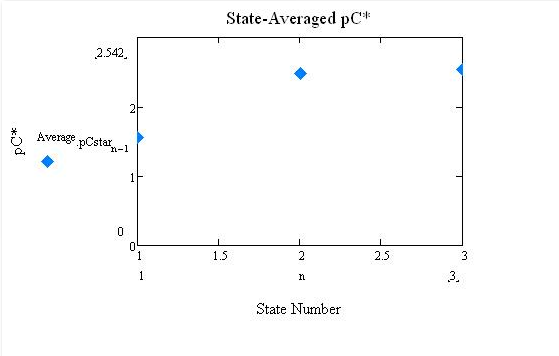 State-Averaged pC*
2.542
2
pC*
Average.pCstar n−1
1
0
0
1 1.5 2 2.5 3
1 n 3
State Number